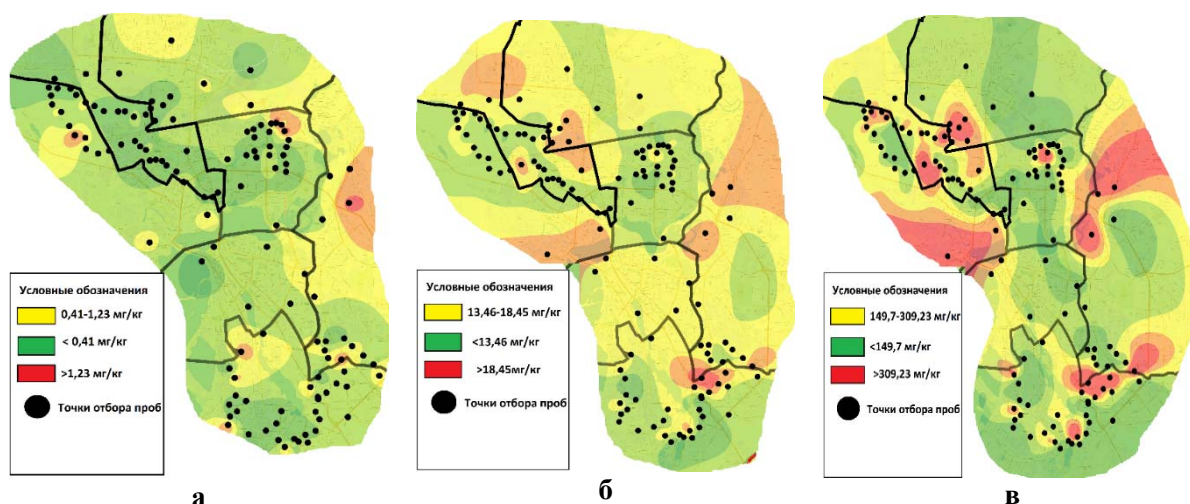 Условные обозначения
0,41-1,23 мг/кг
< 0,41 мг/кг
>1,23 мг/кг
Точки отбора проб
а
Условные обозначения
13,46-18,45 мг/кг
<13,46 мг/кг
>18,45мг/кг
Точки отбора проб
б
Условные обозначения
149,7-309,23 мг/кг
<149,7 мг/кг
>309,23 мг/кг
Точки отбора проб
в